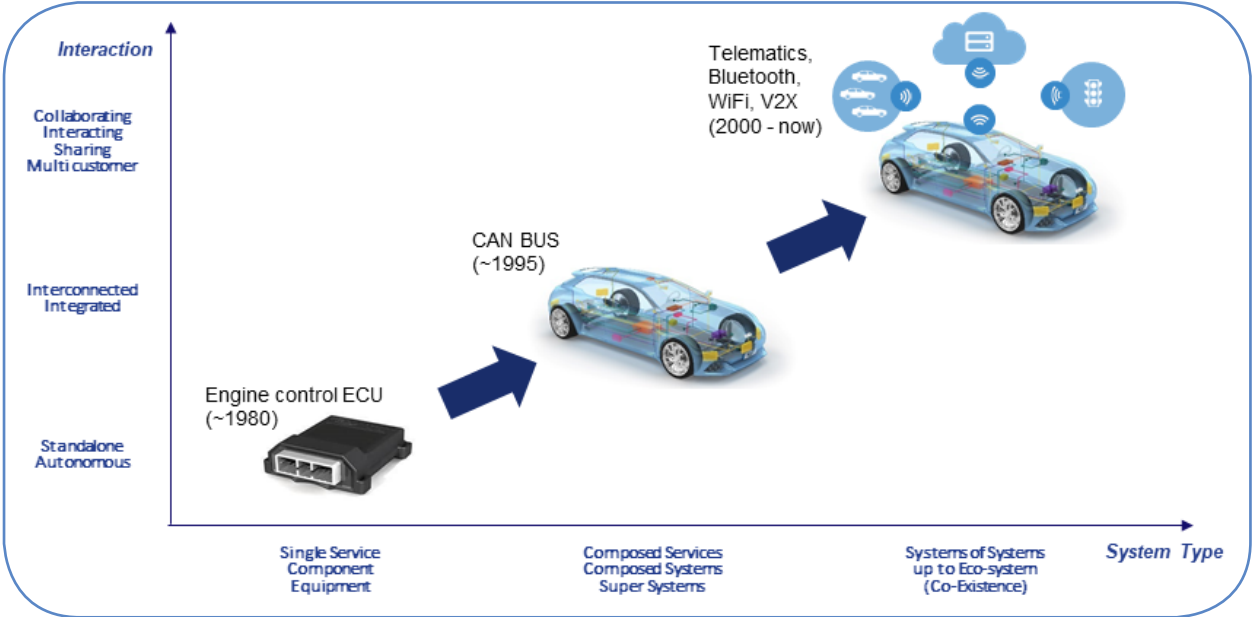 Interaction
Collaborating
Interacting
Sharing
Multi customer
Interconnected
Integrated
Standalone
Autonomous
Engine control ECU
(~1980)
CAN BUS
(~1995)
Telematics,
Bluetooth,
WiFi, V2X
(2000 - now)
Single Service
Component
Equipment
Composed Services
Composed Systems
Super Systems
Systems of Systems
up to Eco-system
(Co-Existence)
System Type